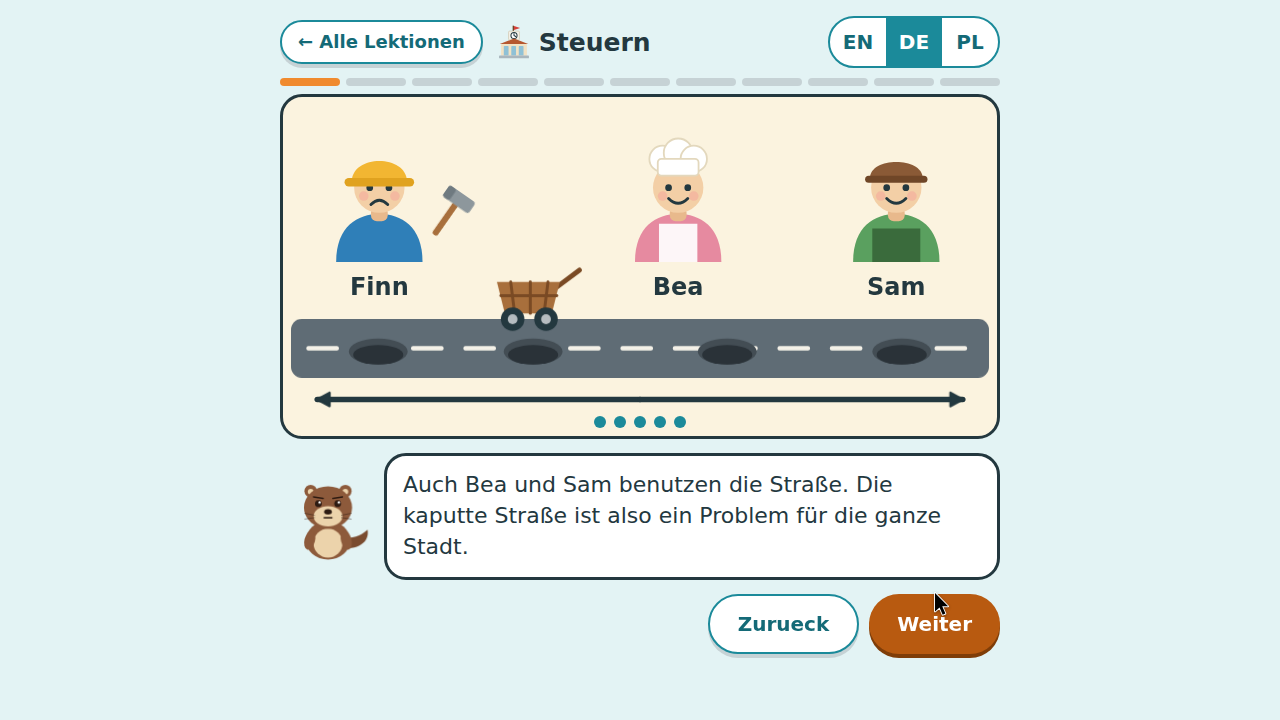 ← Alle Lektionen
Steuern
EN DE PL
Finn
Bea
Sam
Auch Bea und Sam benutzen die Straße. Die
kaputte Straße ist also ein Problem für die ganze
Stadt.
Zurueck
Weiter